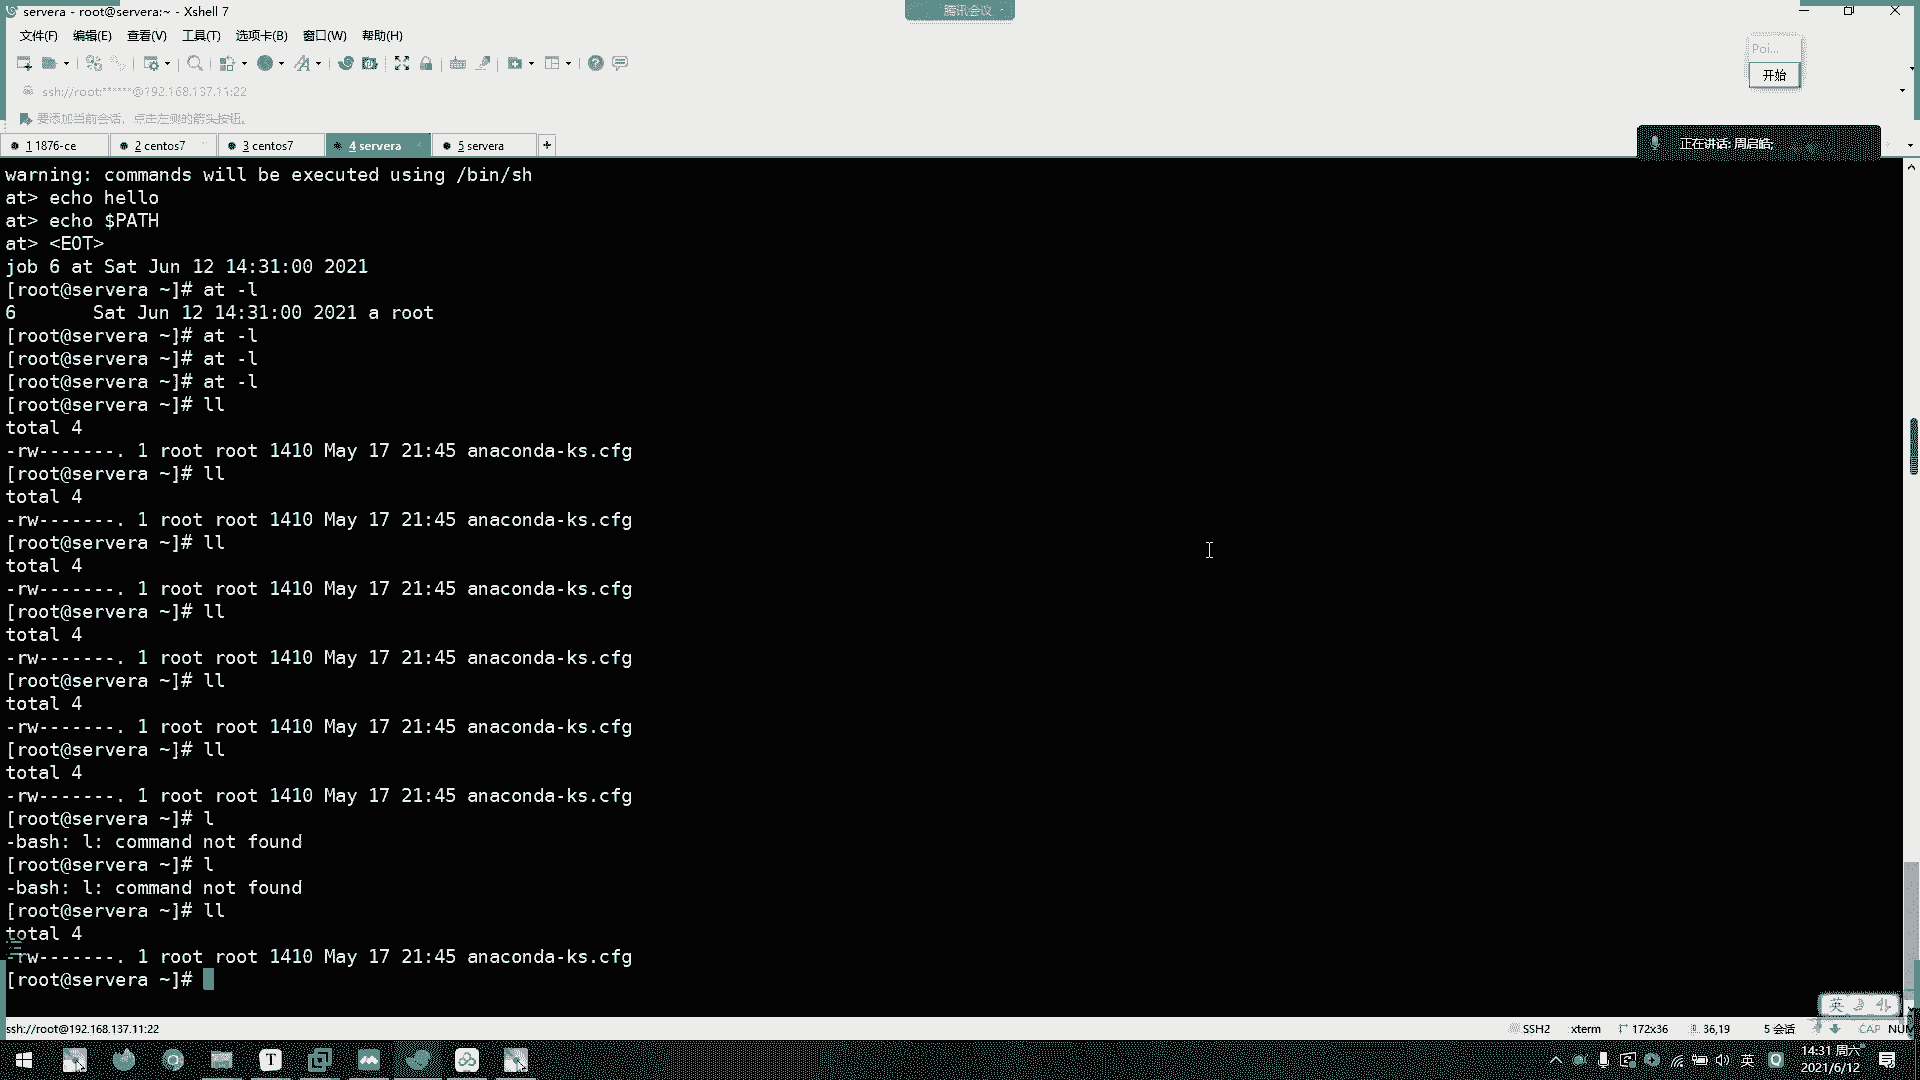 servera - root@servera:~ - Xshell 7
腾讯会议
文件(F) 编辑(E) 查看(V) 工具(T) 选项卡(B) 窗口(W) 帮助(H)
Poi...
开始
ssh://root:******@192.168.137.11:22
要添加当前会话，点击左侧的箭头按钮。
1 1876-ce
2 centos7
3 centos7
4 servera
5 servera
正在讲话: 周启皓;
warning: commands will be executed using /bin/sh
at> echo hello
at> echo $PATH
at> <EOT>
job 6 at Sat Jun 12 14:31:00 2021
[root@servera ~]# at -l
6       Sat Jun 12 14:31:00 2021 a root
[root@servera ~]# at -l
[root@servera ~]# at -l
[root@servera ~]# at -l
[root@servera ~]# ll
total 4
-rw-------. 1 root root 1410 May 17 21:45 anaconda-ks.cfg
[root@servera ~]# ll
total 4
-rw-------. 1 root root 1410 May 17 21:45 anaconda-ks.cfg
[root@servera ~]# ll
total 4
-rw-------. 1 root root 1410 May 17 21:45 anaconda-ks.cfg
[root@servera ~]# ll
total 4
-rw-------. 1 root root 1410 May 17 21:45 anaconda-ks.cfg
[root@servera ~]# ll
total 4
-rw-------. 1 root root 1410 May 17 21:45 anaconda-ks.cfg
[root@servera ~]# ll
total 4
-rw-------. 1 root root 1410 May 17 21:45 anaconda-ks.cfg
[root@servera ~]# l
-bash: l: command not found
[root@servera ~]# l
-bash: l: command not found
[root@servera ~]# ll
total 4
-rw-------. 1 root root 1410 May 17 21:45 anaconda-ks.cfg
[root@servera ~]#
英
ssh://root@192.168.137.11:22
SSH2 xterm 172x36 36,19 5 会话 CAP NUM
英
14:31 周六
2021/6/12